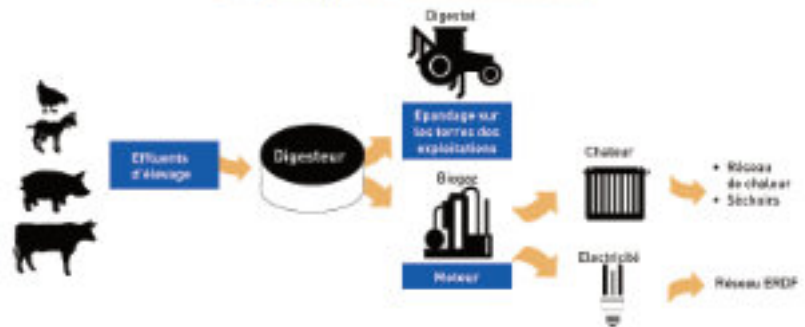 Effluents
d'élevage
Digesteur
Digestat
Epandage sur
les terres des
exploitations
Biogaz
Moteur
Chaleur
+ Réseau
de chaleur
+ Séchoirs
Electricité
Réseau ERDF